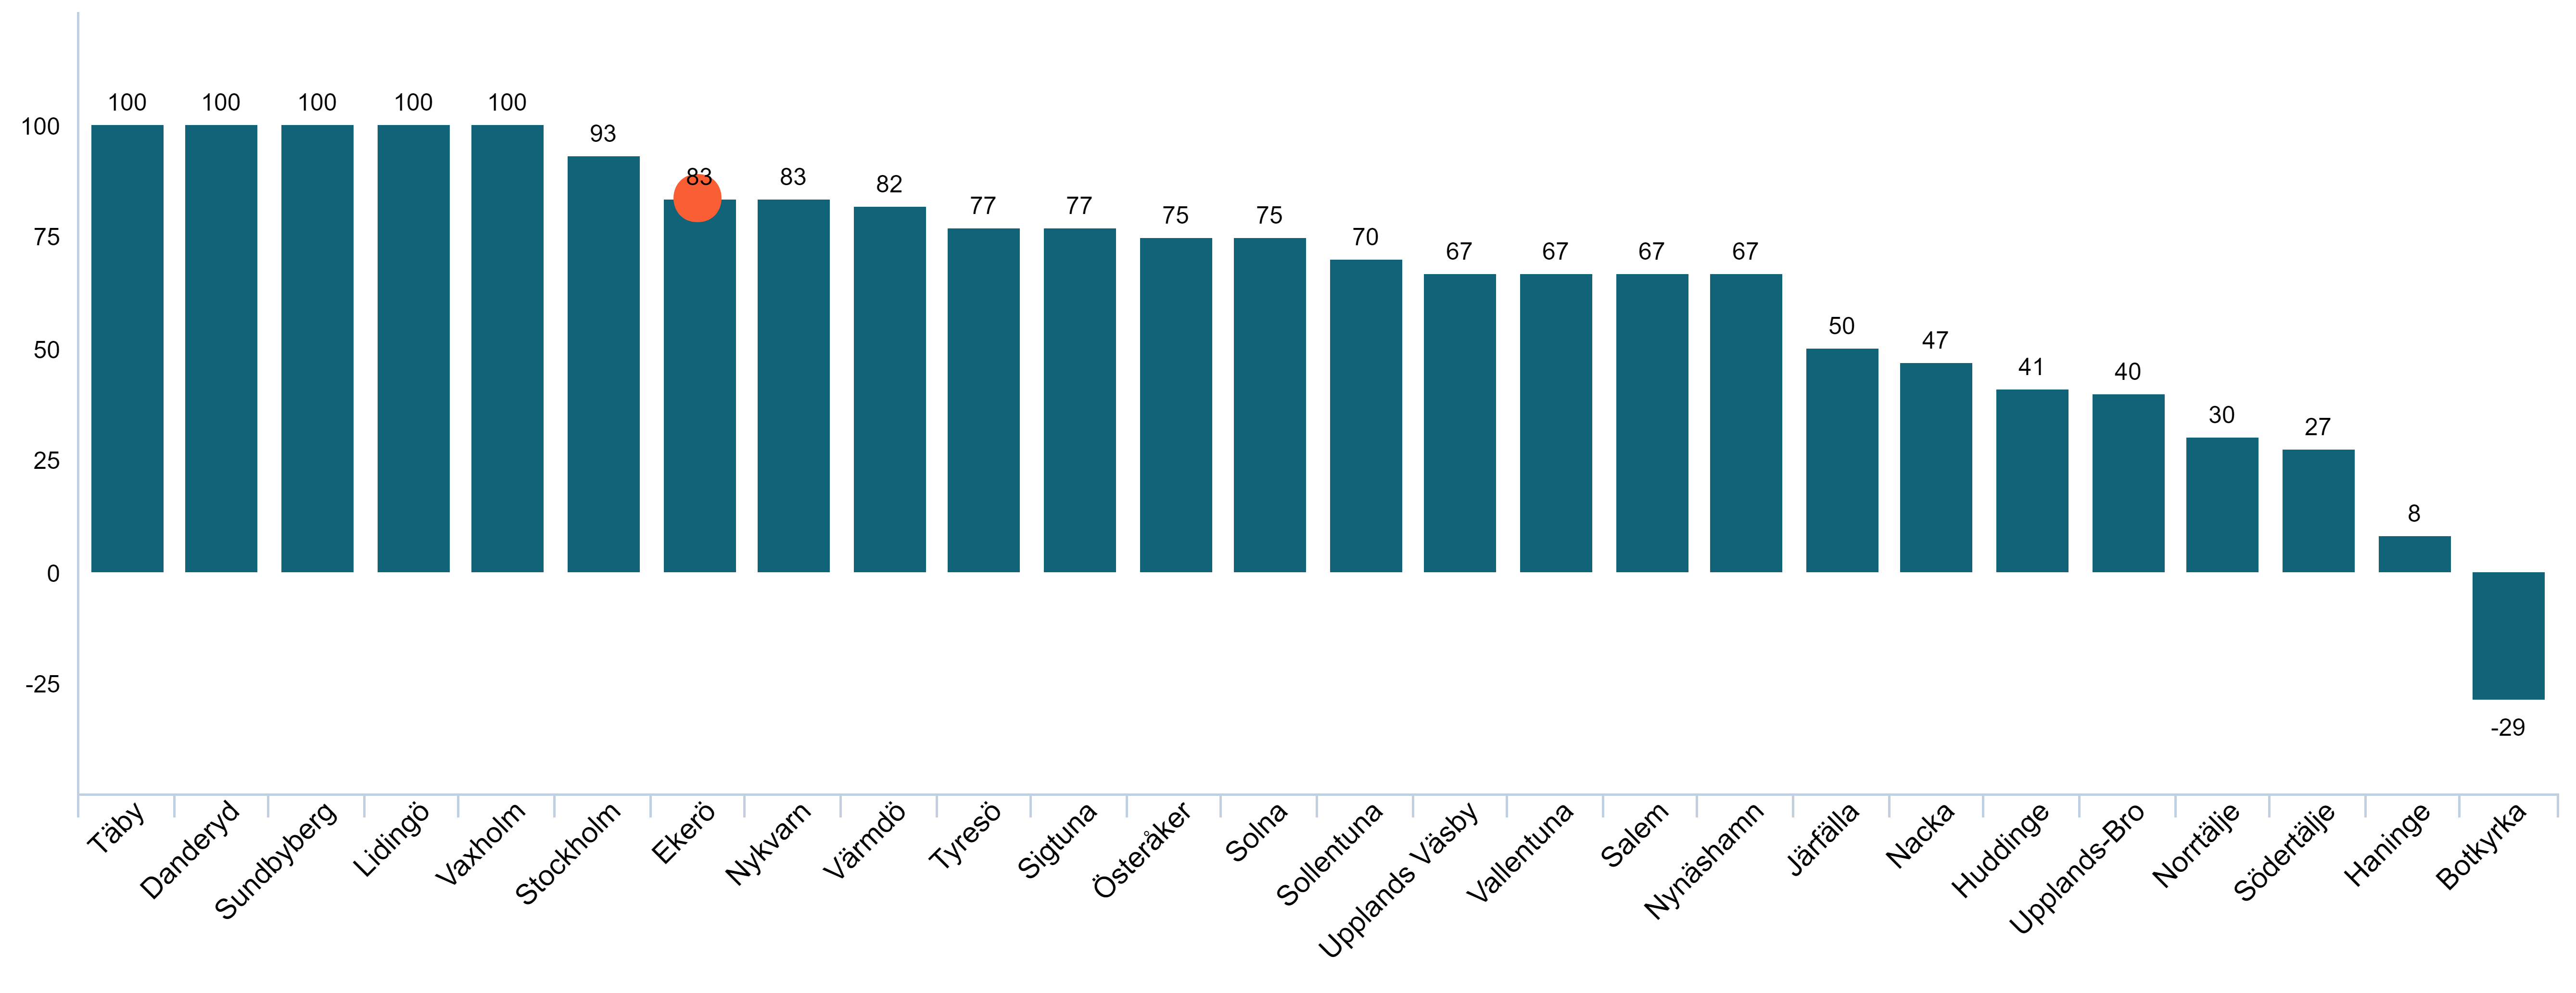 100
75
50
25
0
-25
100
100
100
100
100
93
83
83
82
77
77
75
75
70
67
67
67
67
50
47
41
40
30
27
8
-29
Täby
Danderyd
Sundbyberg
Lidingö
Vaxholm
Stockholm
Ekerö
Nykvarn
Värmdö
Tyresö
Sigtuna
Österåker
Solna
Sollentuna
Upplands Väsby
Vallentuna
Salem
Nynäshamn
Järfälla
Nacka
Huddinge
Upplands-Bro
Norrtälje
Södertälje
Haninge
Botkyrka